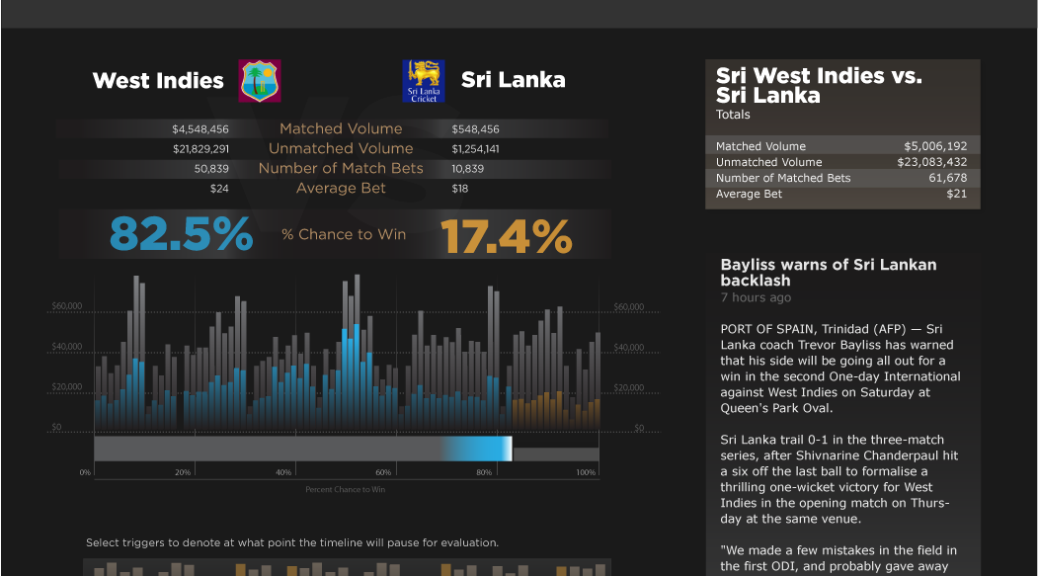 West Indies
Sri Lanka
Cricket
Sri Lanka
$4,548,456 Matched Volume $548,456
$21,829,291 Unmatched Volume $1,254,141
50,839 Number of Match Bets 10,839
$24 Average Bet $18
82.5% % Chance to Win 17.4%
$60,000 $60,000
$40,000 $40,000
$20,000 $20,000
$0 $0
0% 20% 40% 60% 80% 100%
Percent Chance to Win
Select triggers to denote at what point the timeline will pause for evaluation.
Sri West Indies vs.
Sri Lanka
Totals
Matched Volume $5,006,192
Unmatched Volume $23,083,432
Number of Matched Bets 61,678
Average Bet $21
Bayliss warns of Sri Lankan
backlash
7 hours ago
PORT OF SPAIN, Trinidad (AFP) — Sri
Lanka coach Trevor Bayliss has warned
that his side will be going all out for a
win in the second One-day International
against West Indies on Saturday at
Queen's Park Oval.
Sri Lanka trail 0-1 in the three-match
series, after Shivnarine Chanderpaul hit
a six off the last ball to formalise a
thrilling one-wicket victory for West
Indies in the opening match on Thurs-
day at the same venue.
"We made a few mistakes in the field in
the first ODI, and probably gave away